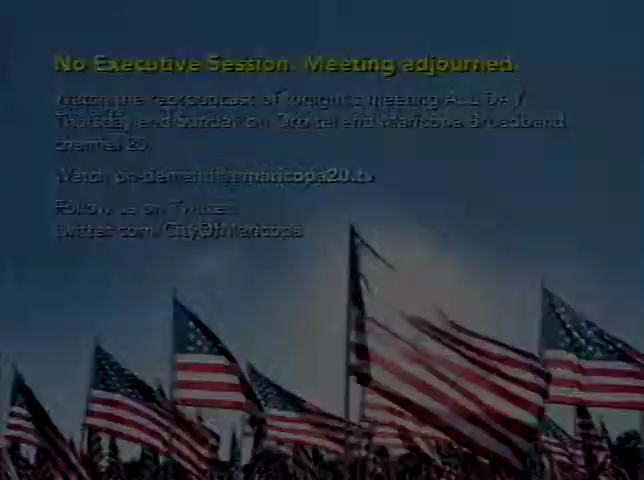 No Executive Session. Meeting adjourned.
Watch the rebroadcast of tonight's meeting ALL DAY
Thursday and Sunday on Orbitel and Maricopa Broadband
channel 20.
Watch on-demand at maricopa20.tv
Follow us on Twitter:
twitter.com/CityOfMaricopa